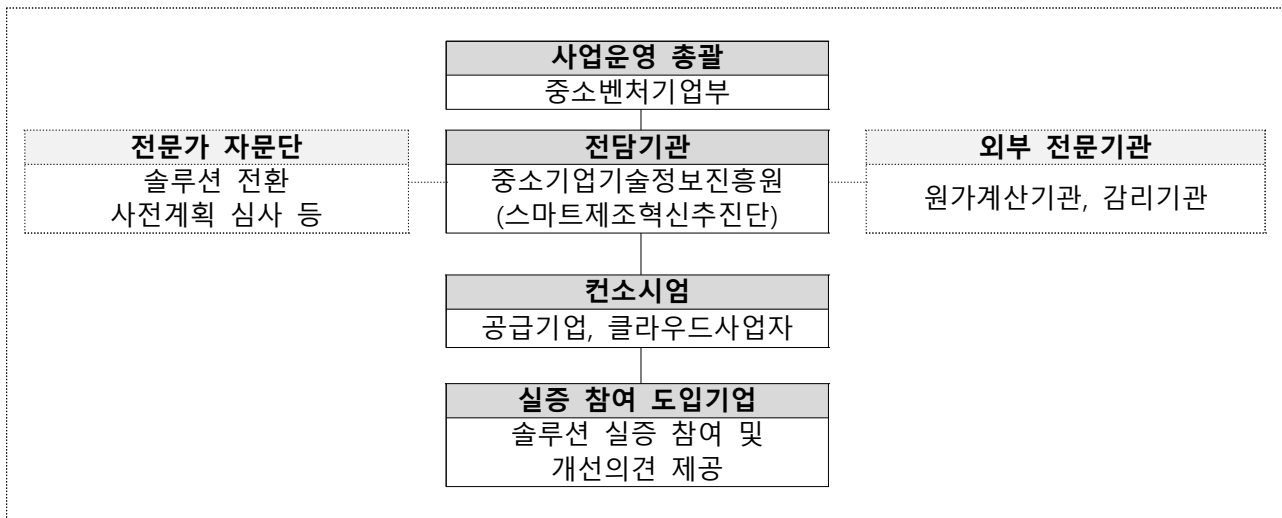 사업운영 총괄
중소벤처기업부
전문가 자문단
솔루션 전환
사전계획 심사 등
전담기관
중소기업기술정보진흥원
(스마트제조혁신추진단)
외부 전문기관
원가계산기관, 감리기관
컨소시엄
공급기업, 클라우드사업자
실증 참여 도입기업
솔루션 실증 참여 및
개선의견 제공